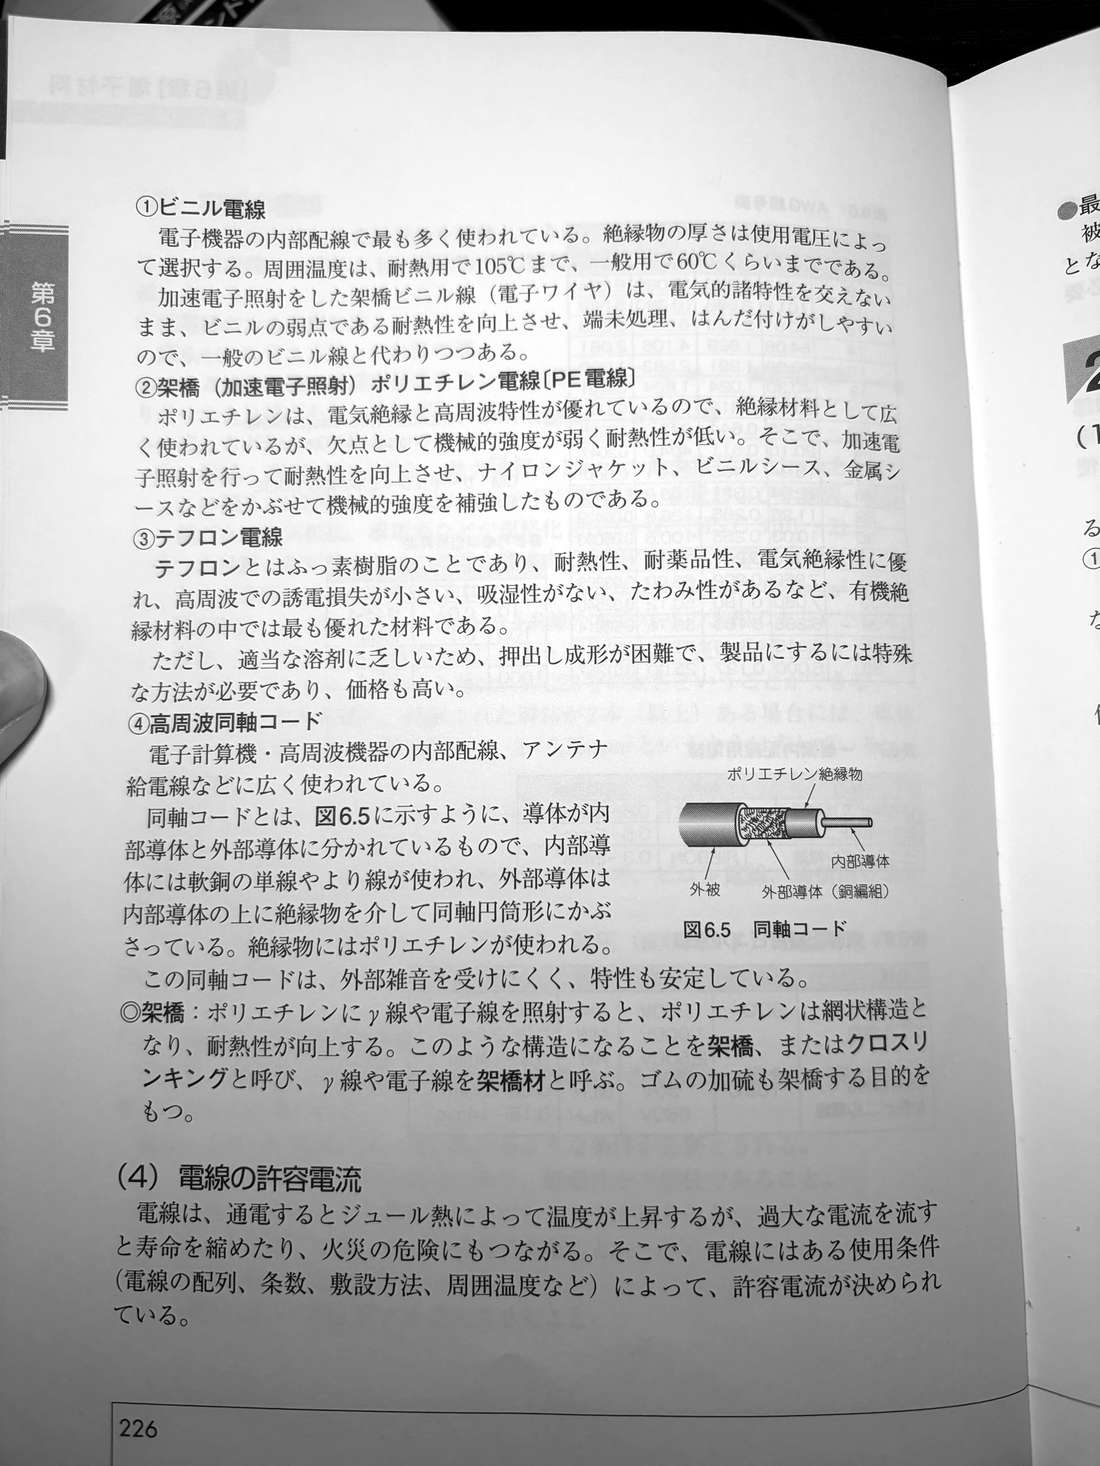 ①ビニル電線
電子機器の内部配線で最も多く使われている。絶縁物の厚さは使用電圧によっ
て選択する。周囲温度は、耐熱用で105℃まで、一般用で60℃くらいまでである。
加速電子照射をした架橋ビニル線（電子ワイヤ）は、電気的諸特性を交えない
まま、ビニルの弱点である耐熱性を向上させ、端未処理、はんだ付けがしやすい
ので、一般のビニル線と代わりつつある。
②架橋（加速電子照射）ポリエチレン電線〔PE電線〕
ポリエチレンは、電気絶縁と高周波特性が優れているので、絶縁材料として広
く使われているが、欠点として機械的強度が弱く耐熱性が低い。そこで、加速電
子照射を行って耐熱性を向上させ、ナイロンジャケット、ビニルシース、金属シ
ースなどをかぶせて機械的強度を補強したものである。
③テフロン電線
テフロンとはふっ素樹脂のことであり、耐熱性、耐薬品性、電気絶縁性に優
れ、高周波での誘電損失が小さい、吸湿性がない、たわみ性があるなど、有機絶
縁材料の中では最も優れた材料である。
ただし、適当な溶剤に乏しいため、押出し成形が困難で、製品にするには特殊
な方法が必要であり、価格も高い。
④高周波同軸コード
電子計算機・高周波機器の内部配線、アンテナ
給電線などに広く使われている。
同軸コードとは、図6.5に示すように、導体が内
部導体と外部導体に分かれているもので、内部導
体には軟銅の単線やより線が使われ、外部導体は
内部導体の上に絶縁物を介して同軸円筒形にかぶ
さっている。絶縁物にはポリエチレンが使われる。
この同軸コードは、外部雑音を受けにくく、特性も安定している。
ポリエチレン絶縁物
内部導体
外被
外部導体（銅編組）
図6.5 同軸コード
◎架橋：ポリエチレンにγ線や電子線を照射すると、ポリエチレンは網状構造と
なり、耐熱性が向上する。このような構造になることを架橋、またはクロスリ
ンキングと呼び、γ線や電子線を架橋材と呼ぶ。ゴムの加硫も架橋する目的を
もつ。
（4）電線の許容電流
電線は、通電するとジュール熱によって温度が上昇するが、過大な電流を流す
と寿命を縮めたり、火災の危険にもつながる。そこで、電線にはある使用条件
（電線の配列、条数、敷設方法、周囲温度など）によって、許容電流が決められ
ている。
226
第6章
●最
被
とな
2
(1
る
①
な